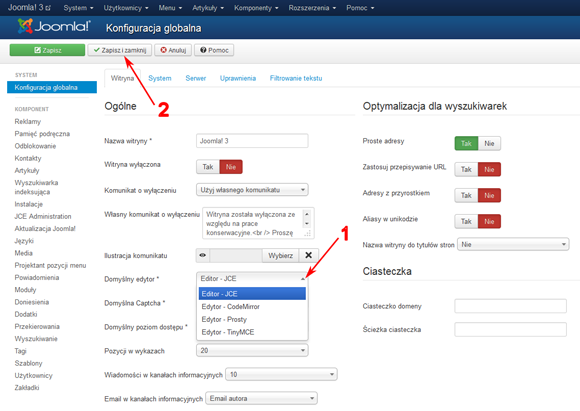 Joomla! 3 System Użytkownicy Menu Artykuły Komponenty Rozszerzenia Pomoc
Joomla! Konfiguracja globalna
Zapisz Zapisz i zamknij Anuluj Pomoc
2
SYSTEM
Konfiguracja globalna
KOMPONENT
Reklamy
Pamięć podręczna
Odblokowanie
Kontakty
Artykuły
Wyszukiwarka
indeksująca
Instalacje
JCE Administration
Aktualizacja Joomla!
Języki
Media
Projektant pozycji menu
Powiadomienia
Moduły
Doniesienia
Dodatki
Przekierowania
Wyszukiwanie
Tagi
Szablony
Użytkownicy
Zakładki
Witryna System Serwer Uprawnienia Filtrowanie tekstu
Ogólne
Nazwa witryny * Joomla! 3
Witryna wyłączona Tak Nie
Komunikat o wyłączeniu Użyj własnego komunikatu
Własny komunikat o wyłączeniu Witryna została wyłączona ze
względu na prace
konserwacyjne.<br /> Proszę
1
Ilustracja komunikatu Wybierz
Domyślny edytor * Editor - JCE
Editor - JCE
Domyślna Captcha * Edytor - CodeMirror
Edytor - Prosty
Domyślny poziom dostępu * Edytor - TinyMCE
Pozycji w wykazach 20
Wiadomości w kanałach informacyjnych 10
Email w kanałach informacyjnych Email autora
Optymalizacja dla wyszukiwarek
Proste adresy Tak Nie
Zastosuj przepisywanie URL Tak Nie
Adresy z przyrostkiem Tak Nie
Aliasy w unikodzie Tak Nie
Nazwa witryny do tytułów stron Nie
Ciasteczka
Ciasteczko domeny
Ścieżka ciasteczka